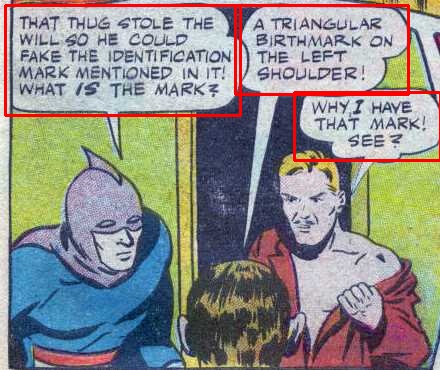 THAT THUG STOLE THE
WILL SO HE COULD
FAKE THE IDENTIFICATION
MARK MENTIONED IN IT!
WHAT IS THE MARK?
A TRIANGULAR
BIRTHMARK ON
THE LEFT
SHOULDER!
WHY, I HAVE
THAT MARK!
SEE?